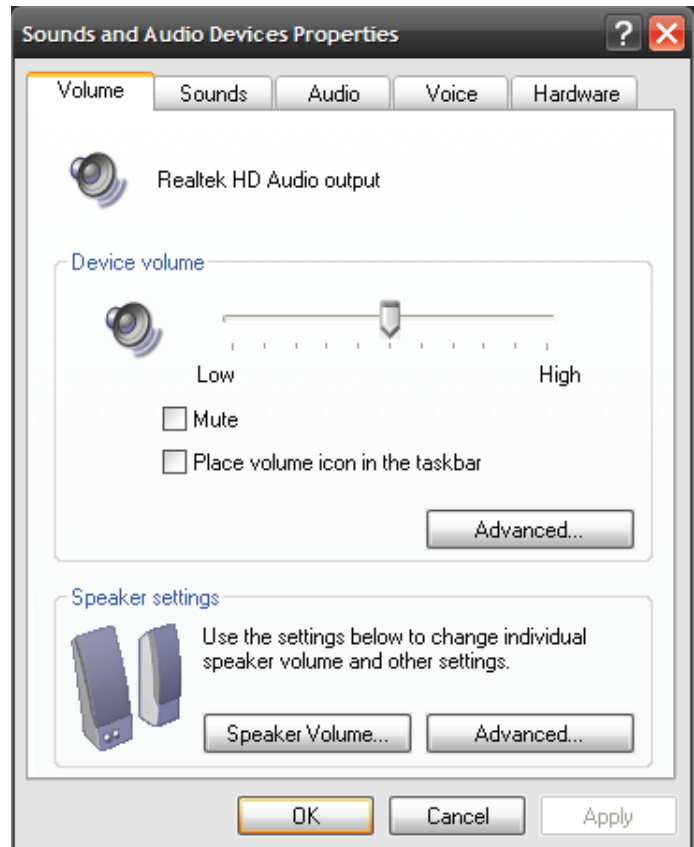 Sounds and Audio Devices Properties
?
Volume
Sounds
Audio
Voice
Hardware
Realtek HD Audio output
Device volume
Low
High
Mute
Place volume icon in the taskbar
Advanced...
Speaker settings
Use the settings below to change individual
speaker volume and other settings.
Speaker Volume...
Advanced...
OK
Cancel
Apply